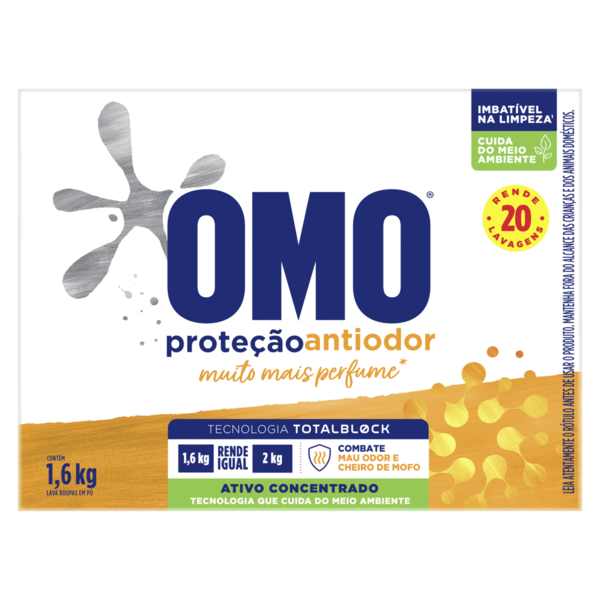 IMBATÍVEL
NA LIMPEZA¹
CUIDA
DO MEIO
AMBIENTE
RENDE
20
LAVAGENS
OMO®
proteçãoantiodor
muito mais perfume*
TECNOLOGIA TOTALBLOCK
1,6 kg RENDE IGUAL 2 kg
COMBATE
MAU ODOR E
CHEIRO DE MOFO
ATIVO CONCENTRADO
TECNOLOGIA QUE CUIDA DO MEIO AMBIENTE
CONTÉM
1,6 kg
LAVA ROUPAS EM PÓ
LEIA ATENTAMENTE O RÓTULO ANTES DE USAR O PRODUTO. MANTENHA FORA DO ALCANCE DAS CRIANÇAS E DOS ANIMAIS DOMÉSTICOS.